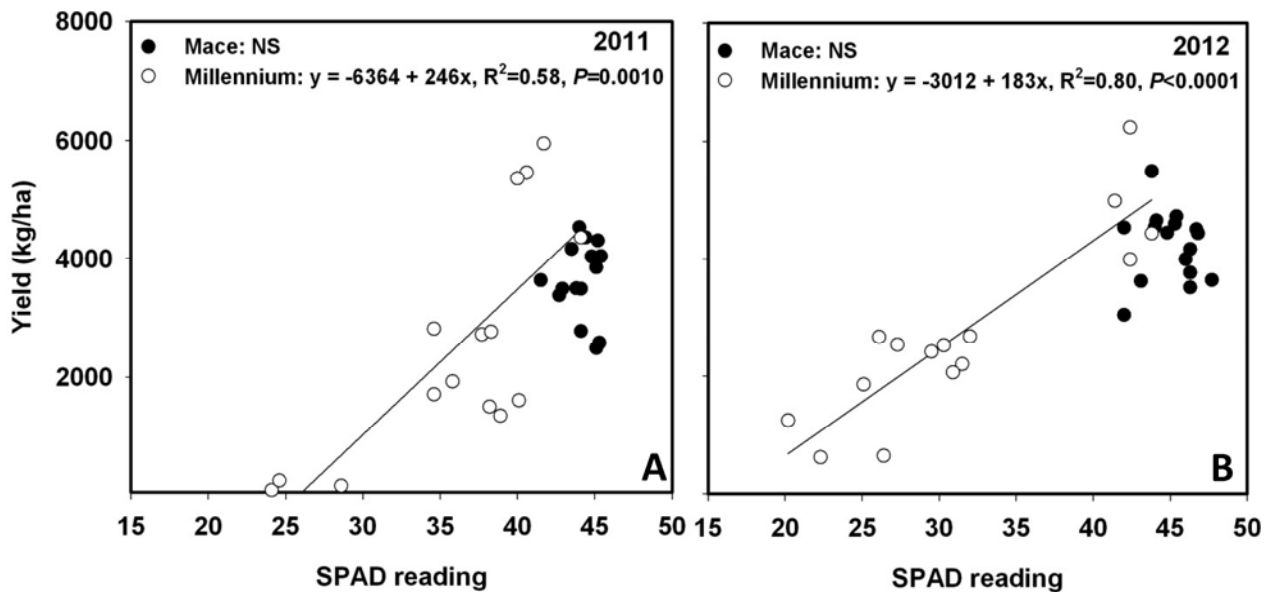 8000
6000
4000
2000
Yield (kg/ha)
Mace: NS
2011
Millennium: y = -6364 + 246x, R²=0.58, P=0.0010
A
15 20 25 30 35 40 45 50
SPAD reading
Mace: NS
2012
Millennium: y = -3012 + 183x, R²=0.80, P<0.0001
B
15 20 25 30 35 40 45 50
SPAD reading